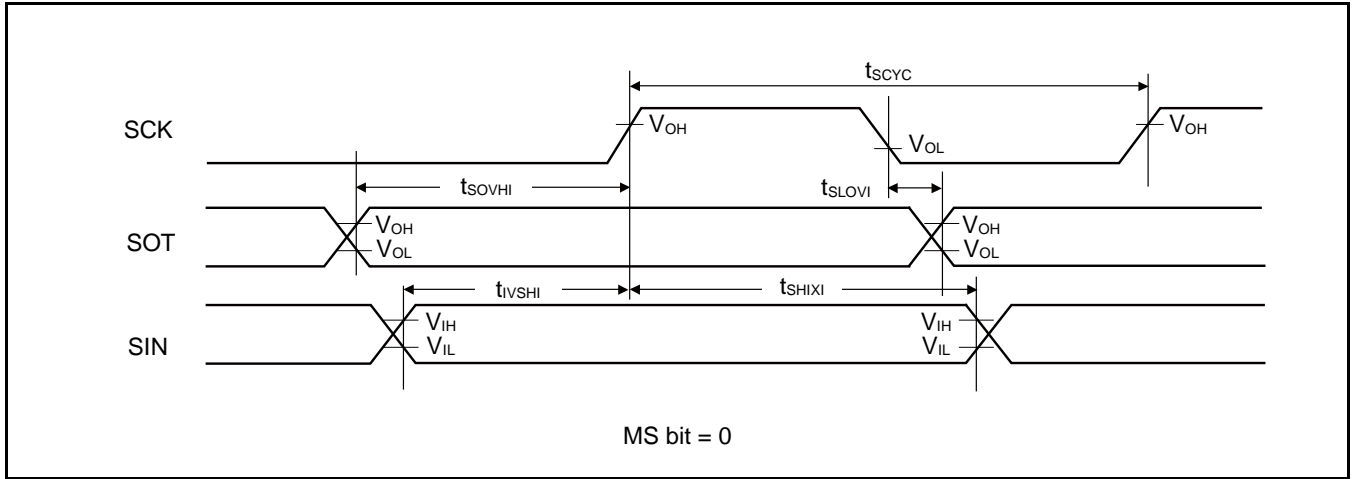 tSCYC
SCK
VOH
VOL
VOH
tSOVHI
tSLOVI
SOT
VOH
VOL
VOH
VOL
tIVSHI
tSHIXI
SIN
VIH
VIL
VIH
VIL
MS bit = 0